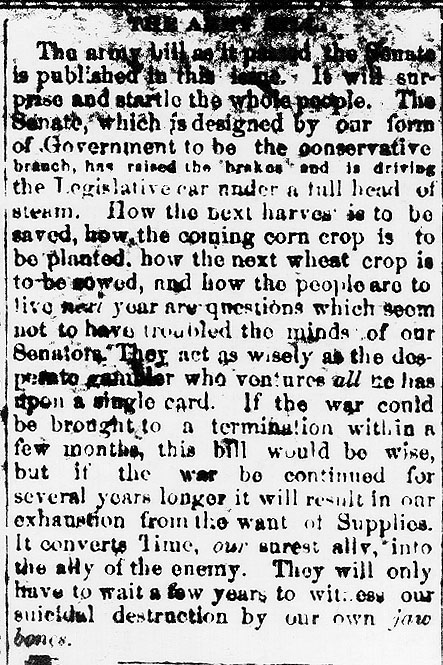 THE ARMY BILL.
The army bill as it passed the Senate
is published in this issue. It will sur-
prise and startle the whole people. The
Senate, which is designed by our form
of Government to be the conservative
branch, has raised the brakes and is driving
the Legislative car under a full head of
steam. How the next harvest is to be
saved, how the coming corn crop is to
be planted, how the next wheat crop is
to be sowed, and how the people are to
live next year are questions which seem
not to have troubled the minds of our
Senators. They act as wisely as the des-
perate gambler who ventures all he has
upon a single card. If the war could
be brought to a termination within a
few months, this bill would be wise,
but if the war be continued for
several years longer it will result in our
exhaustion from the want of Supplies.
It converts Time, our surest ally, into
the ally of the enemy. They will only
have to wait a few years to witness our
suicidal destruction by our own jaw
bones.